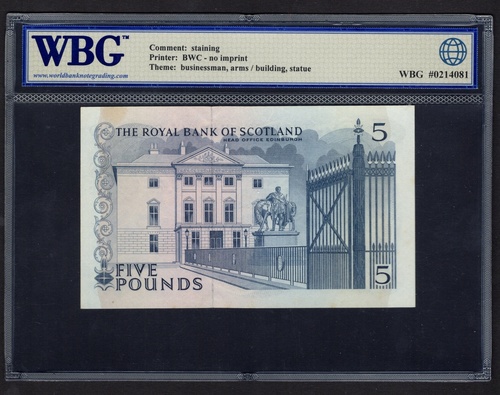 WBG™
www.worldbanknotegrading.com
Comment: staining
Printer: BWC - no imprint
Theme: businessman, arms / building, statue
WBG #0214081
THE ROYAL BANK OF SCOTLAND
HEAD OFFICE EDINBURGH
5
FIVE
POUNDS
5